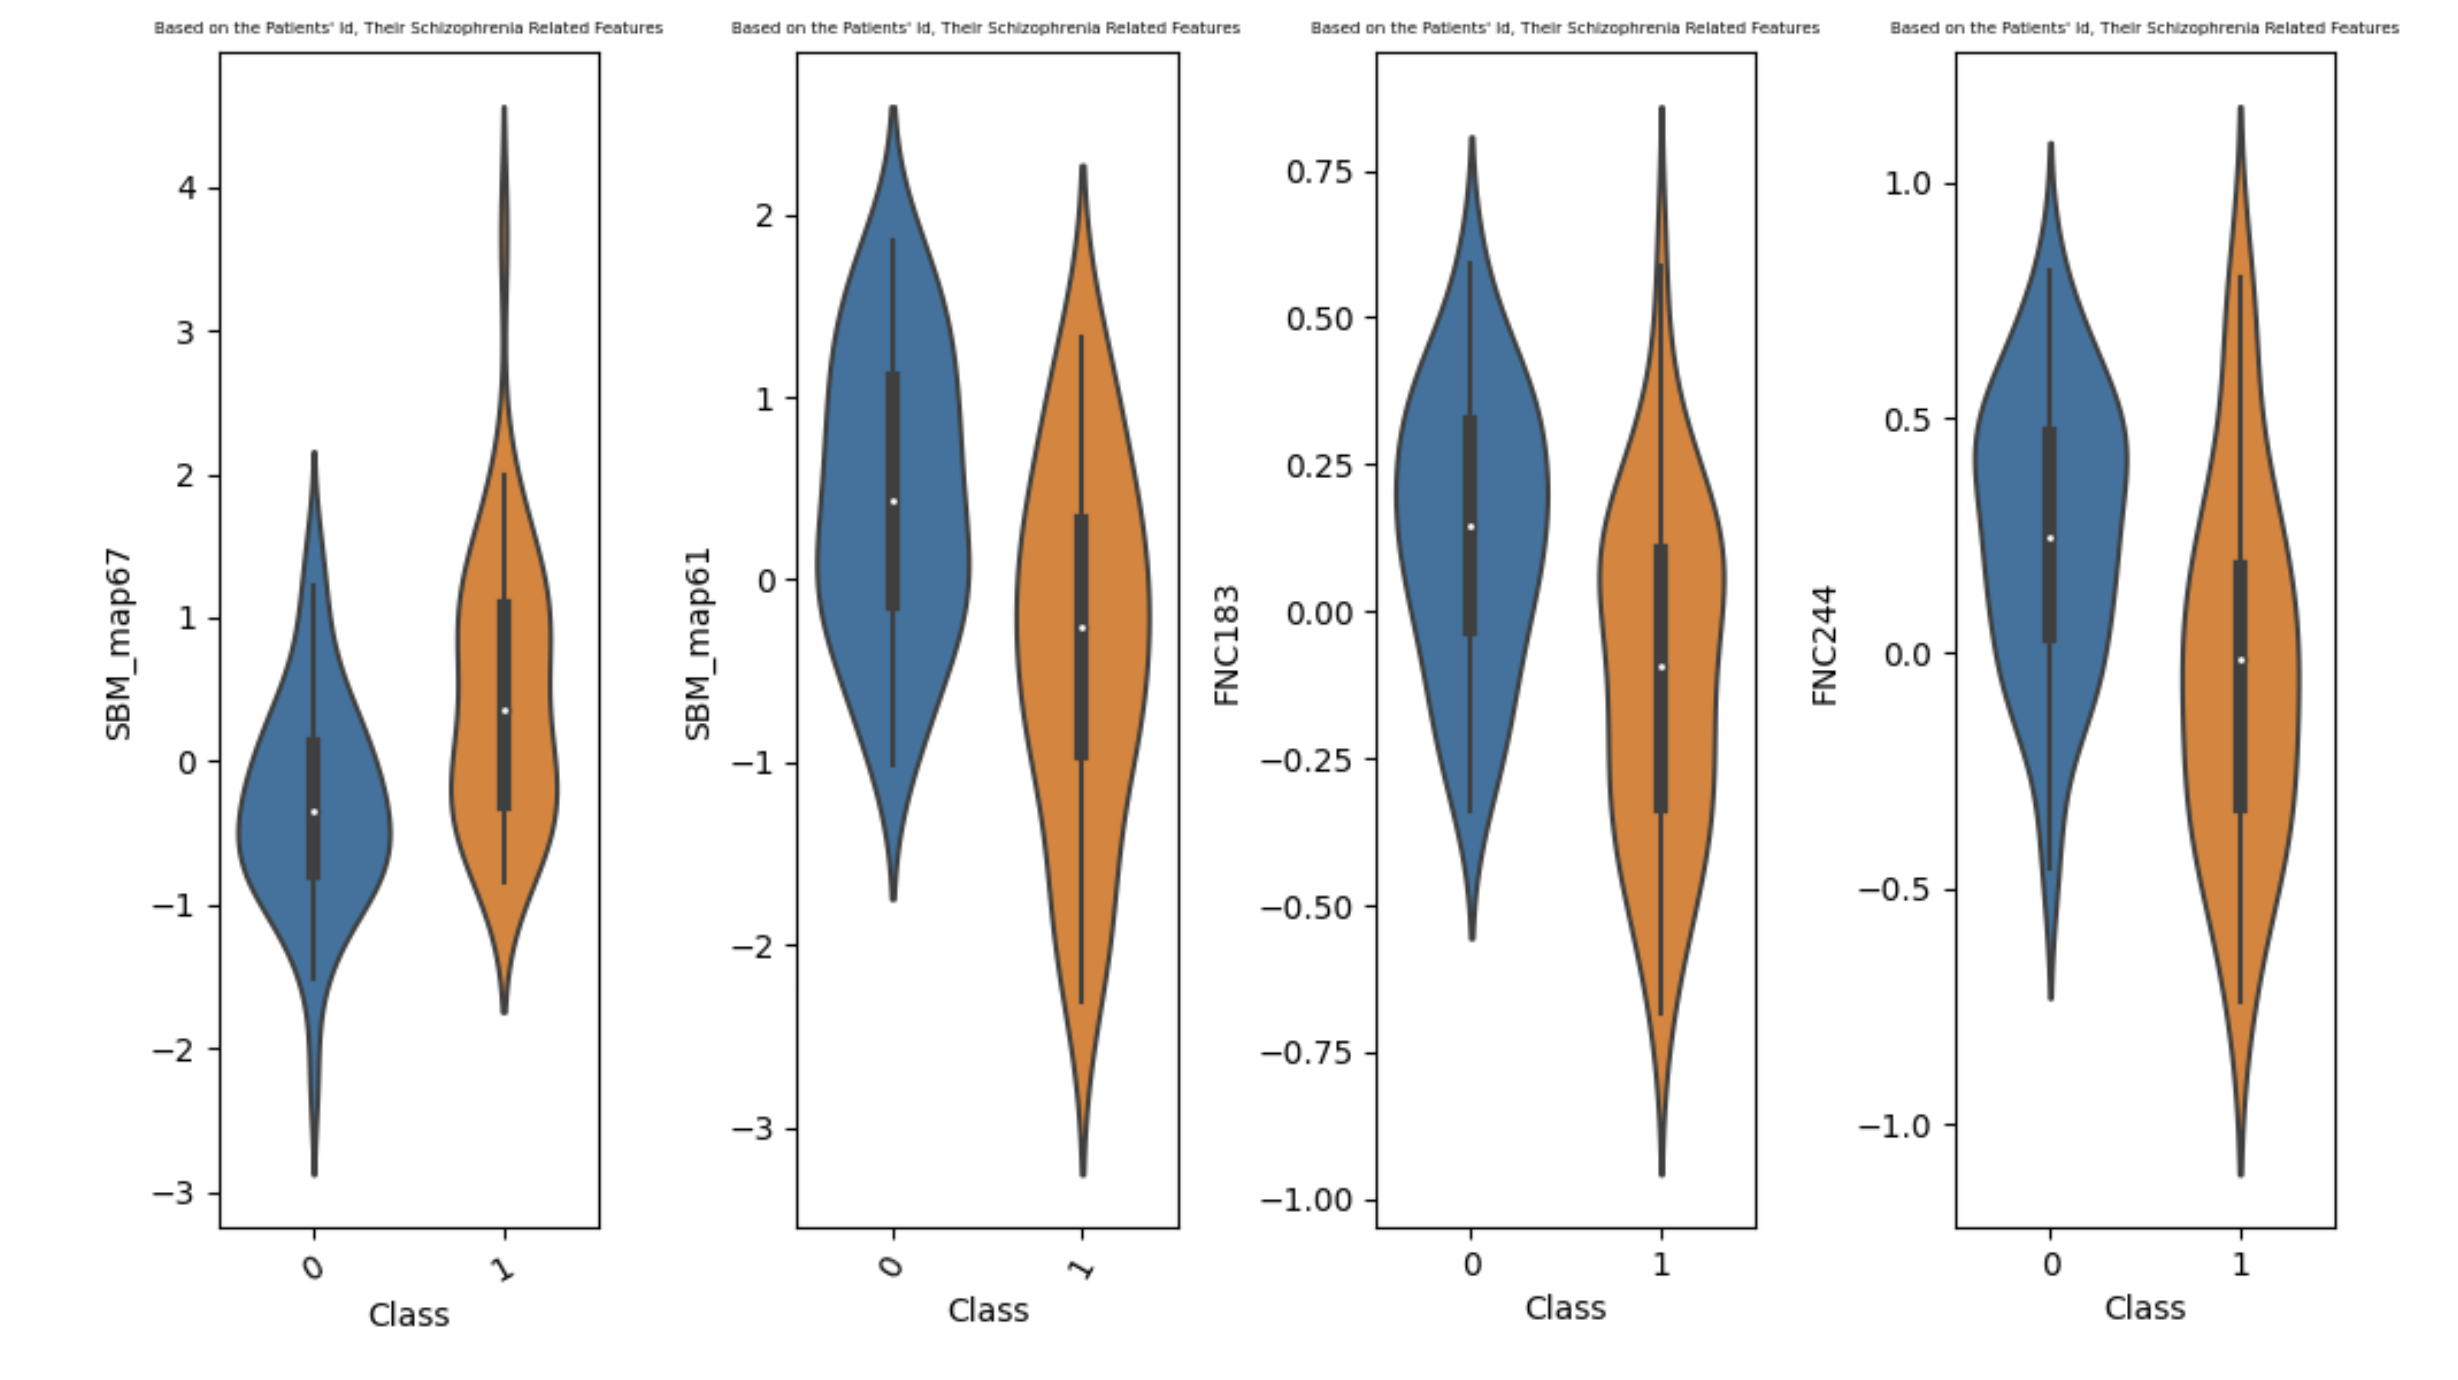 Based on the Patients' Id, Their Schizophrenia Related Features
SBM_map67
4
3
2
1
0
−1
−2
−3
0
1
Class
Based on the Patients' Id, Their Schizophrenia Related Features
SBM_map61
2
1
0
−1
−2
−3
0
1
Class
Based on the Patients' Id, Their Schizophrenia Related Features
FNC183
0.75
0.50
0.25
0.00
−0.25
−0.50
−0.75
−1.00
0
1
Class
Based on the Patients' Id, Their Schizophrenia Related Features
FNC244
1.0
0.5
0.0
−0.5
−1.0
0
1
Class